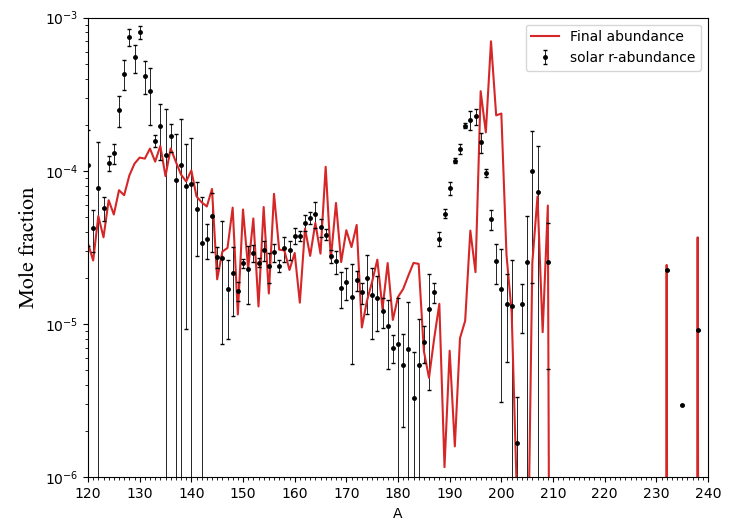 10⁻³
10⁻⁴
10⁻⁵
10⁻⁶
Mole fraction
Final abundance
solar r-abundance
120 130 140 150 160 170 180 190 200 210 220 230 240
A